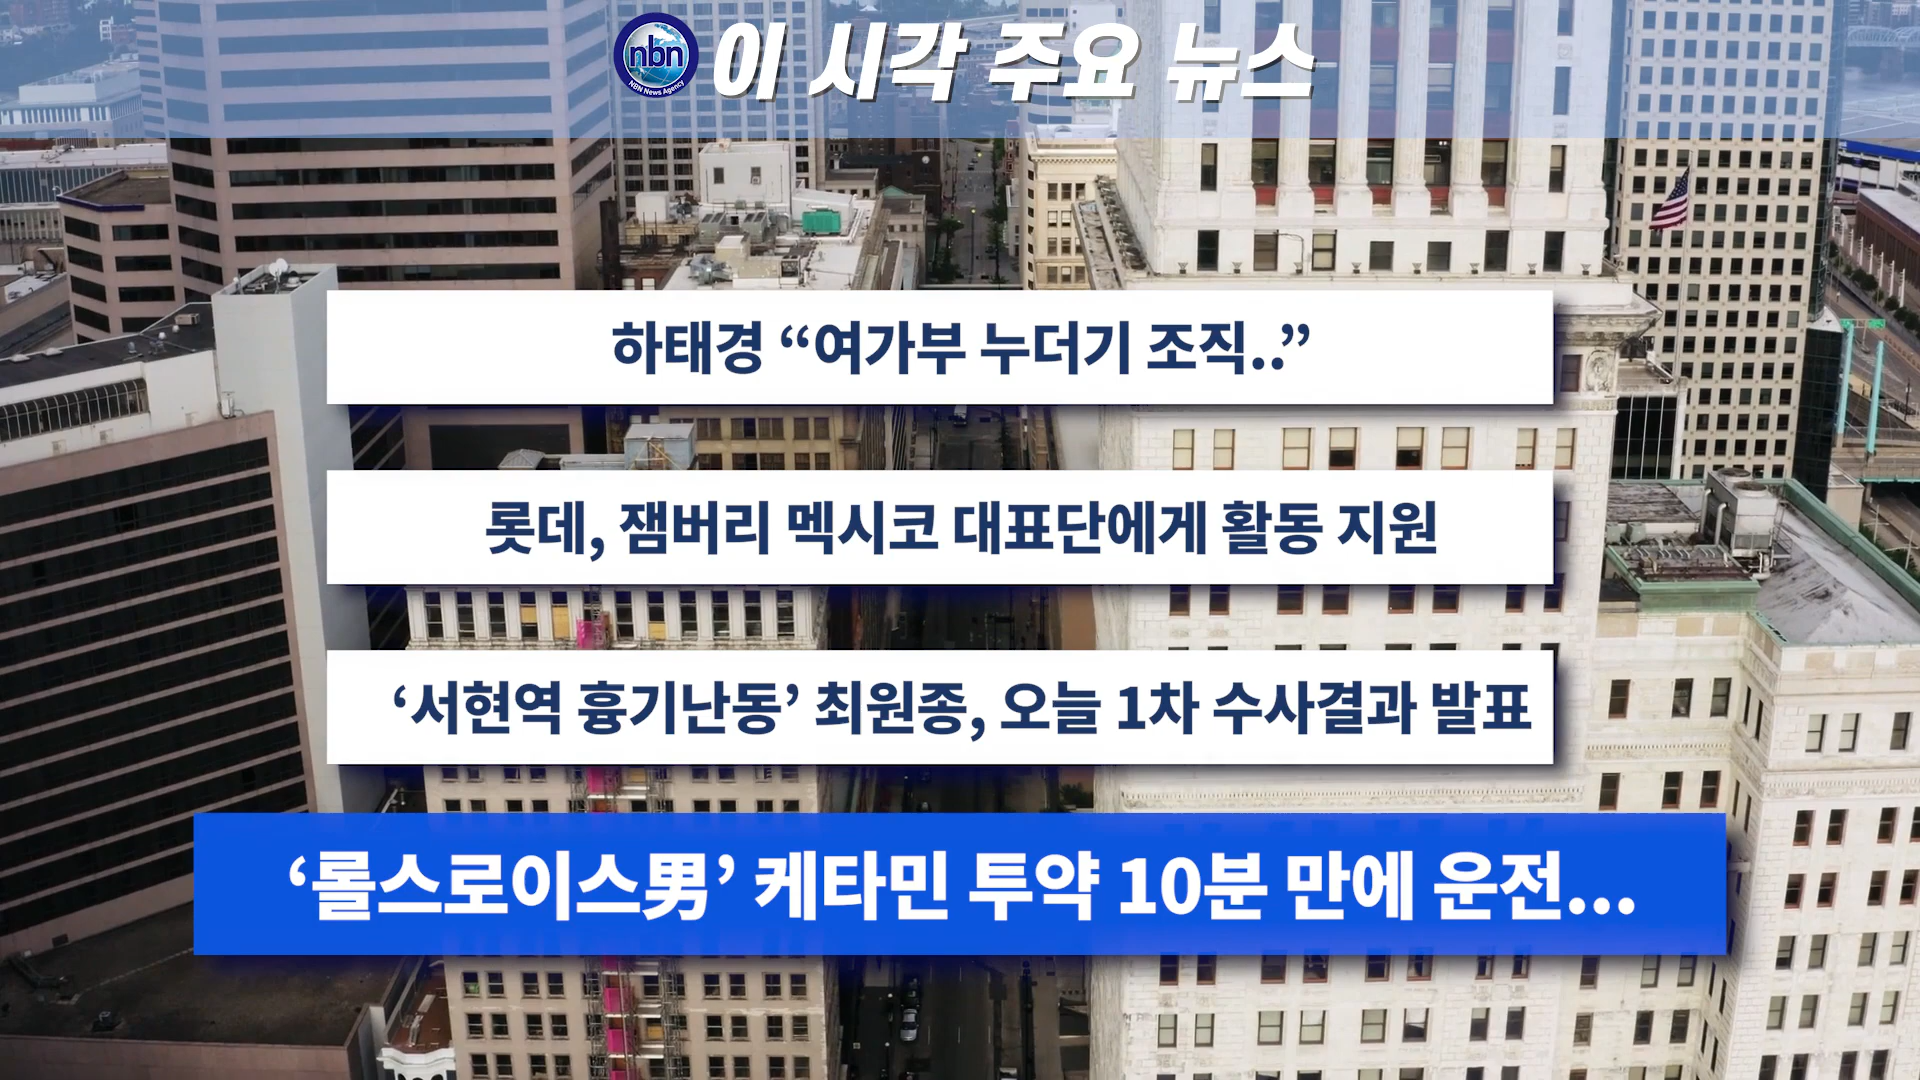 nbn
NBN News Agency
이 시각 주요 뉴스
하태경 “여가부 누더기 조직..”
롯데, 잼버리 멕시코 대표단에게 활동 지원
‘서현역 흉기난동’ 최원종, 오늘 1차 수사결과 발표
‘롤스로이스男’ 케타민 투약 10분 만에 운전...